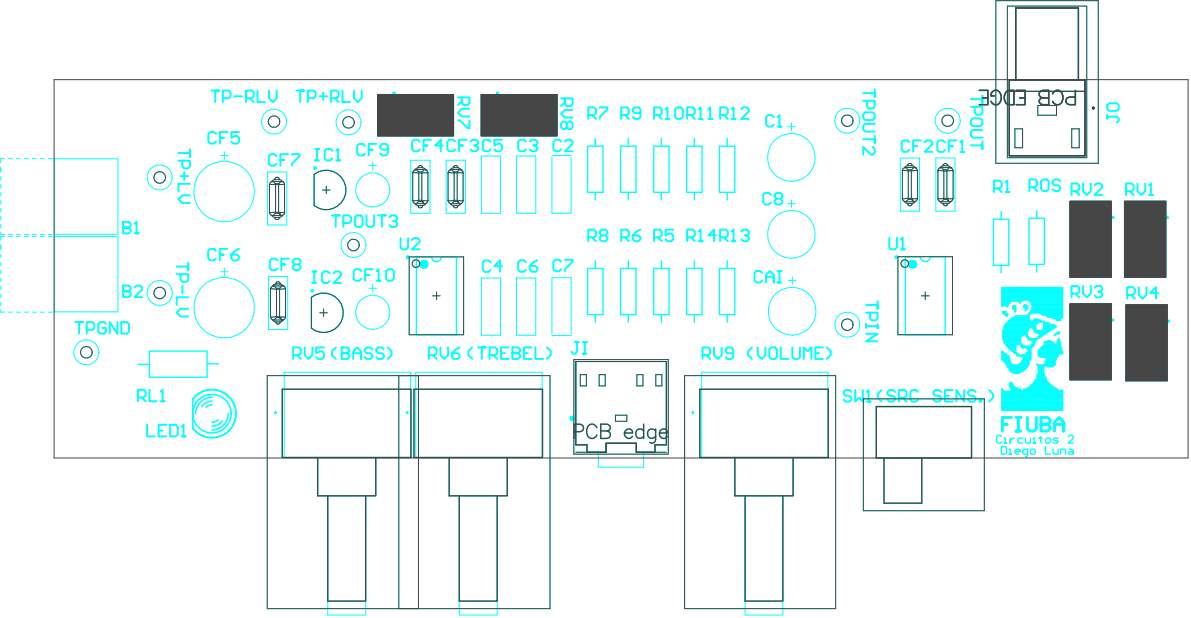 TP-RLV TP+RLV
RV7
RV8
R7 R9 R10 R11 R12
C1
TPOUT2
TPOUT
PCB EDGE
JO
CF5
CF7
IC1
CF9
CF4 CF3 C5 C3 C2
CF2 CF1
TP+LV
R1 ROS RV2 RV1
B1
TPOUT3
C8
U2
R8 R6 R5 R14 R13
U1
CF6
TP-LV
CF8
IC2
CF10
C4 C6 C7
CAI
B2
RV3 RV4
TPGND
TPIN
RV5(BASS) RV6(TREBEL) J1 RV9 (VOLUME)
RL1
SW1(SRC SENS.)
LED1
PCB edge
FIUBA
Circuitos 2
Diego Luna